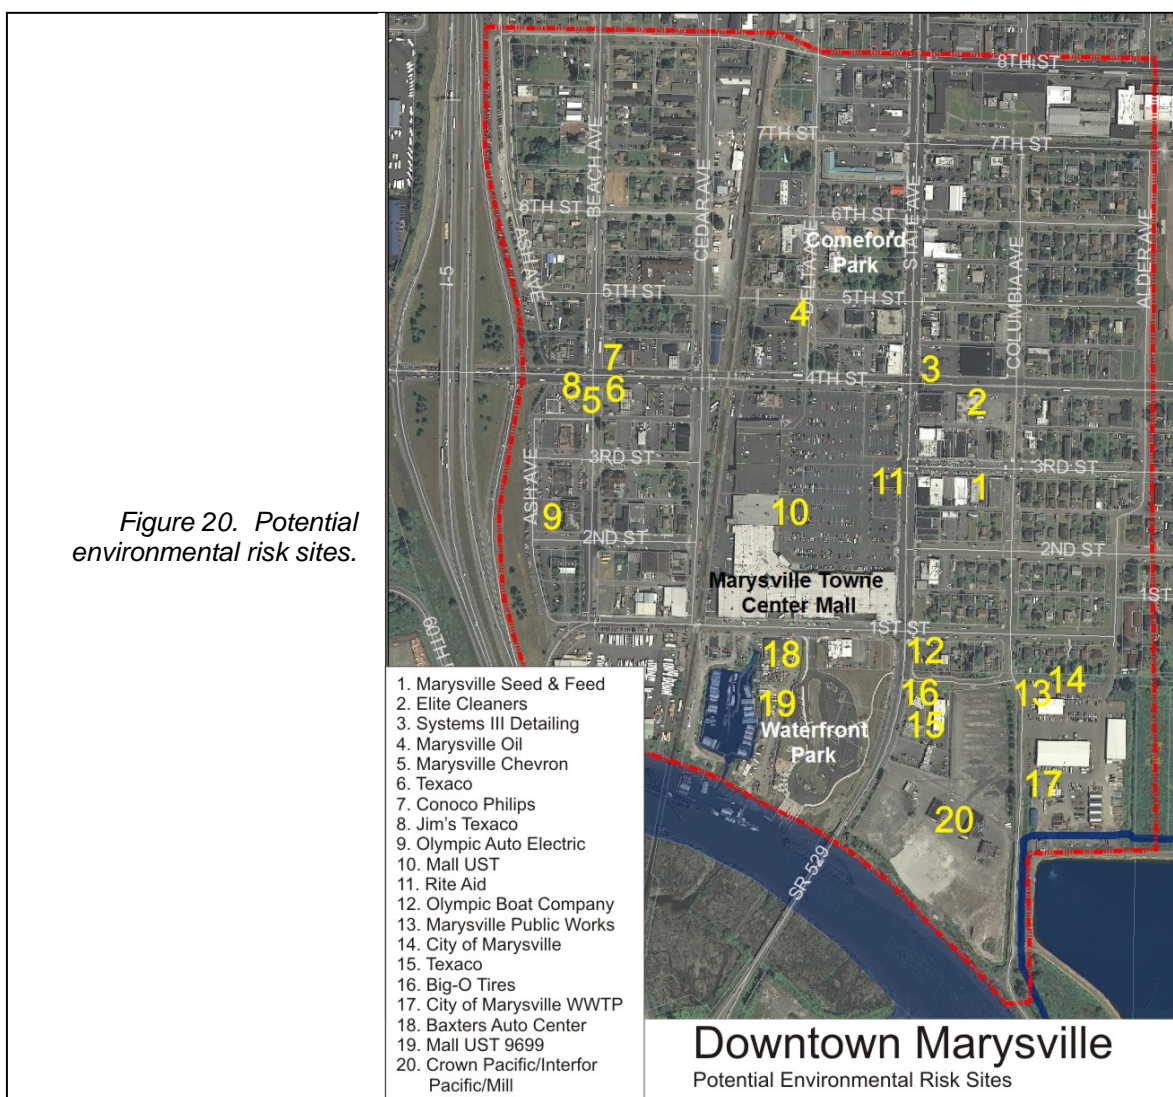 Figure 20. Potential
environmental risk sites.
8TH ST
7TH ST
7TH ST
BEACH AVE
CEDAR AVE
6TH ST
6TH ST
STATE AVE
DELTA AVE
Comeford
Park
ASH AVE
I-5
5TH ST
5TH ST
COLUMBIA AVE
ALDER AVE
4
7
3
4TH ST
8
5
6
2
3RD ST
3RD ST
11
1
ASH AVE
9
10
2ND ST
2ND ST
Marysville Towne
Center Mall
1ST
1ST ST
60TH
18
12
14
16
13
19
15
Waterfront
Park
17
20
SR 529
1. Marysville Seed & Feed
2. Elite Cleaners
3. Systems III Detailing
4. Marysville Oil
5. Marysville Chevron
6. Texaco
7. Conoco Philips
8. Jim's Texaco
9. Olympic Auto Electric
10. Mall UST
11. Rite Aid
12. Olympic Boat Company
13. Marysville Public Works
14. City of Marysville
15. Texaco
16. Big-O Tires
17. City of Marysville WWTP
18. Baxters Auto Center
19. Mall UST 9699
20. Crown Pacific/Interfor
Pacific/Mill
Downtown Marysville
Potential Environmental Risk Sites